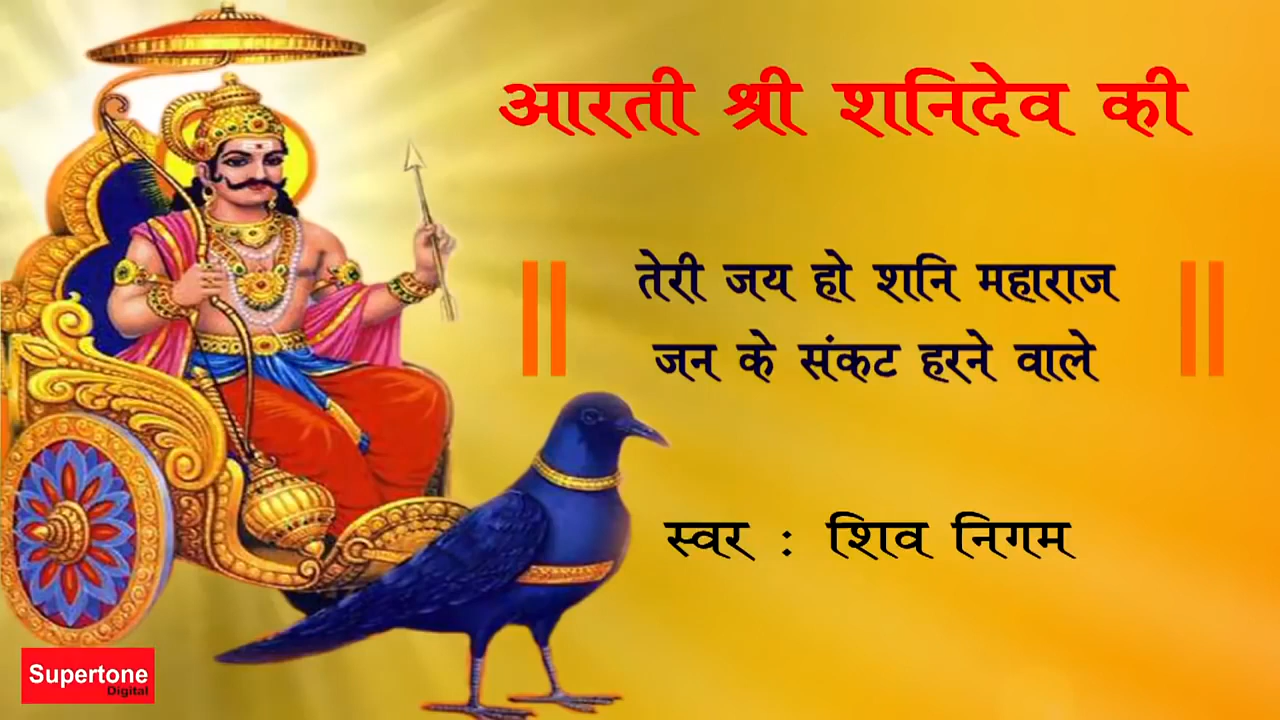 आरती श्री शनिदेव की
|| तेरी जय हो शनि महाराज ||
जन के संकट हरने वाले
स्वर : शिव निगम
Supertone
Digital